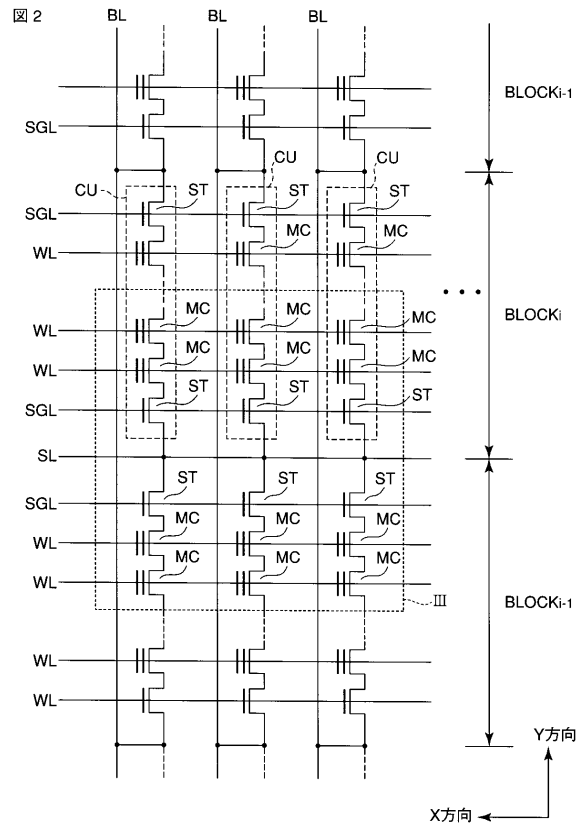 図 2
BL BL BL
BLOCKi-1
SGL
CU
CU CU
ST ST ST
SGL
MC MC
WL
BLOCKi
MC MC MC
WL
MC MC MC
WL
ST ST ST
SGL
SL
ST ST ST
SGL
MC MC MC
WL
MC MC MC
WL
III
BLOCKi-1
WL
WL
Y方向
X方向